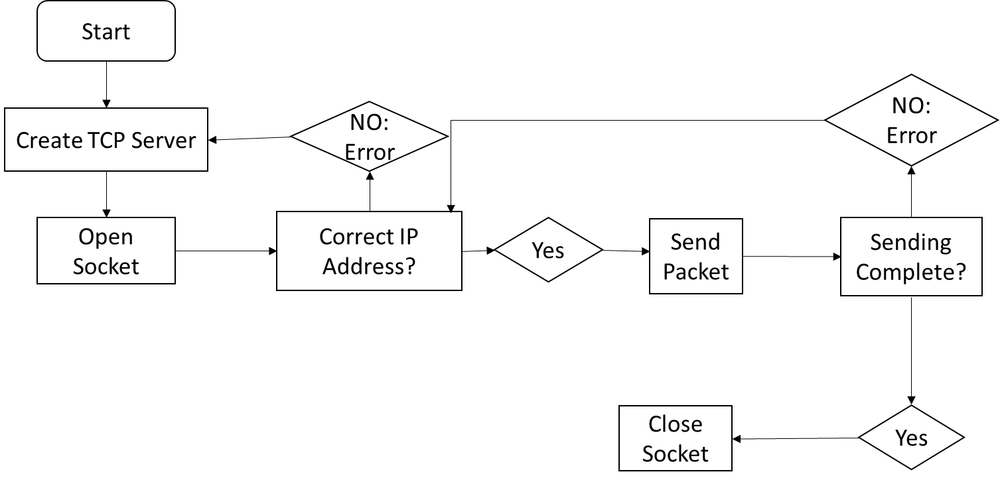 Start
Create TCP Server
NO:
Error
NO:
Error
Open
Socket
Correct IP
Address?
Yes
Send
Packet
Sending
Complete?
Close
Socket
Yes